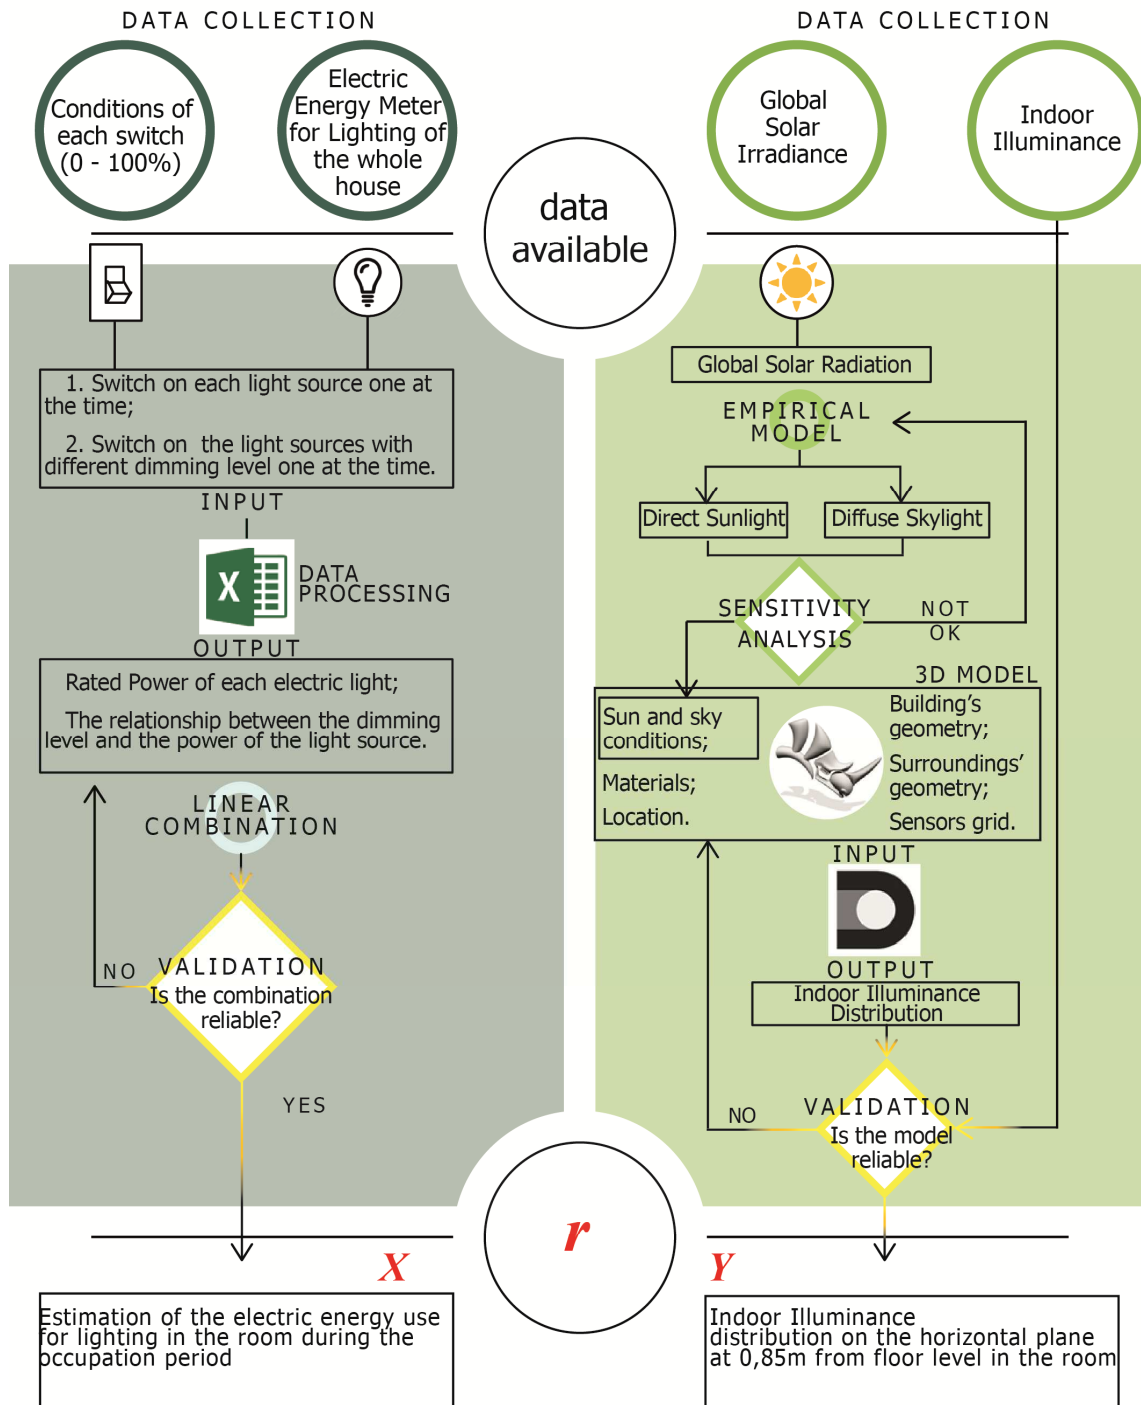 DATA COLLECTION
Conditions of
each switch
(0 - 100%)
Electric
Energy Meter
for Lighting of
the whole
house
data
available
DATA COLLECTION
Global
Solar
Irradiance
Indoor
Illuminance
1. Switch on each light source one at
the time;
2. Switch on the light sources with
different dimming level one at the time.
INPUT
X
DATA
PROCESSING
OUTPUT
Rated Power of each electric light;
The relationship between the dimming
level and the power of the light source.
LINEAR
COMBINATION
VALIDATION
Is the combination
reliable?
NO
YES
Global Solar Radiation
EMPIRICAL
MODEL
Direct Sunlight
Diffuse Skylight
SENSITIVITY
ANALYSIS
NOT
OK
3D MODEL
Sun and sky
conditions;
Materials;
Location.
Building's
geometry;
Surroundings'
geometry;
Sensors grid.
INPUT
OUTPUT
Indoor Illuminance
Distribution
VALIDATION
Is the model
reliable?
NO
X
r
Y
Estimation of the electric energy use
for lighting in the room during the
occupation period
Indoor Illuminance
distribution on the horizontal plane
at 0,85m from floor level in the room